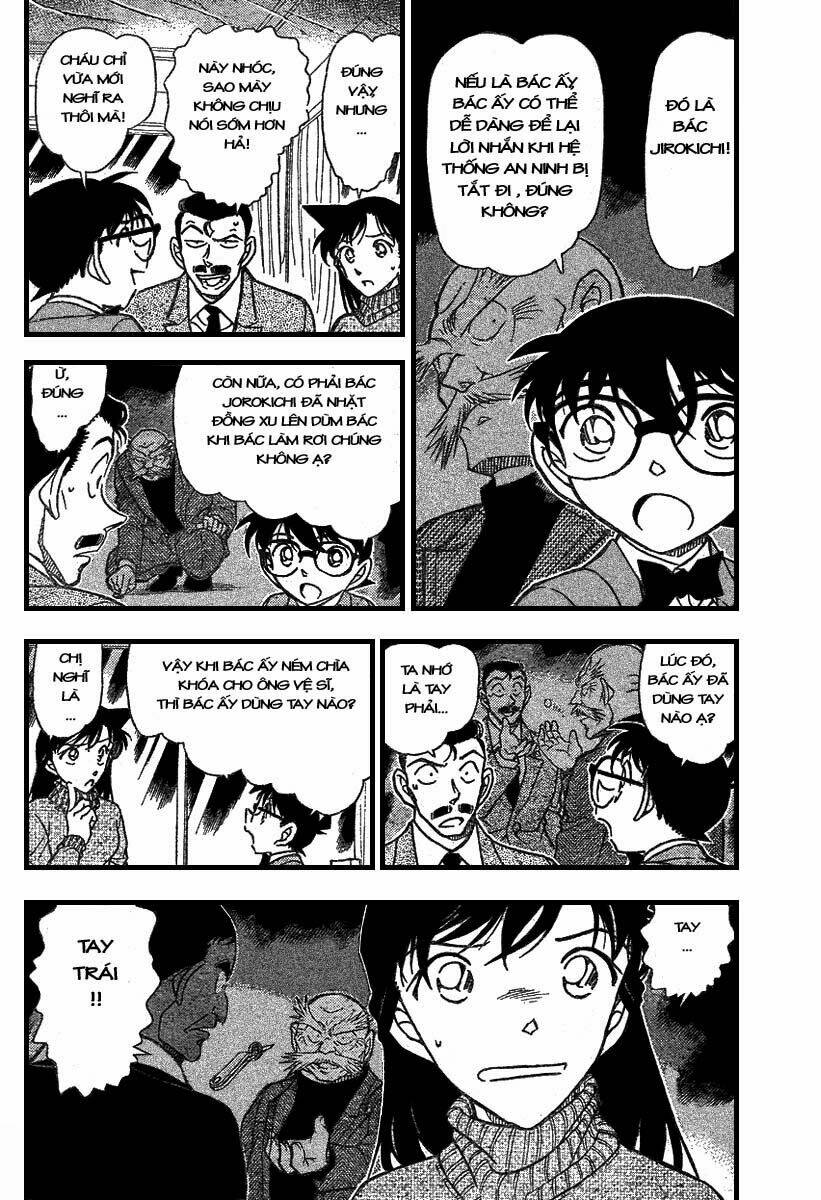 ĐÓ LÀ
BÁC
JIROKICHI!
NẾU LÀ BÁC ẤY,
BÁC ẤY CÓ THỂ
DỄ DÀNG ĐỂ LẠI
LỜI NHẮN KHI HỆ
THỐNG AN NINH BỊ
TẮT ĐI , ĐÚNG
KHÔNG?
ĐÚNG
VẬY,
NHƯNG
...
NÀY NHÓC,
SAO MÀY
KHÔNG CHỊU
NÓI SỚM HƠN
HẢ!
CHÁU CHỈ
VỪA MỚI
NGHĨ RA
THÔI MÀ!
CÒN NỮA, CÓ PHẢI BÁC
JOROKICHI ĐÃ NHẶT
ĐỒNG XU LÊN DÙM BÁC
KHI BÁC LÀM RƠI CHÚNG
KHÔNG Ạ?
Ừ,
ĐÚNG
...
LÚC ĐÓ,
BÁC ẤY ĐÃ
DÙNG TAY
NÀO Ạ?
TA NHỚ
LÀ TAY
PHẢI...
VẬY KHI BÁC ẤY NÉM CHÌA
KHÓA CHO ÔNG VỆ SĨ,
THÌ BÁC ẤY DÙNG TAY NÀO?
CHỊ
NGHĨ LÀ
...
TAY
...
TAY
TRÁI
!!